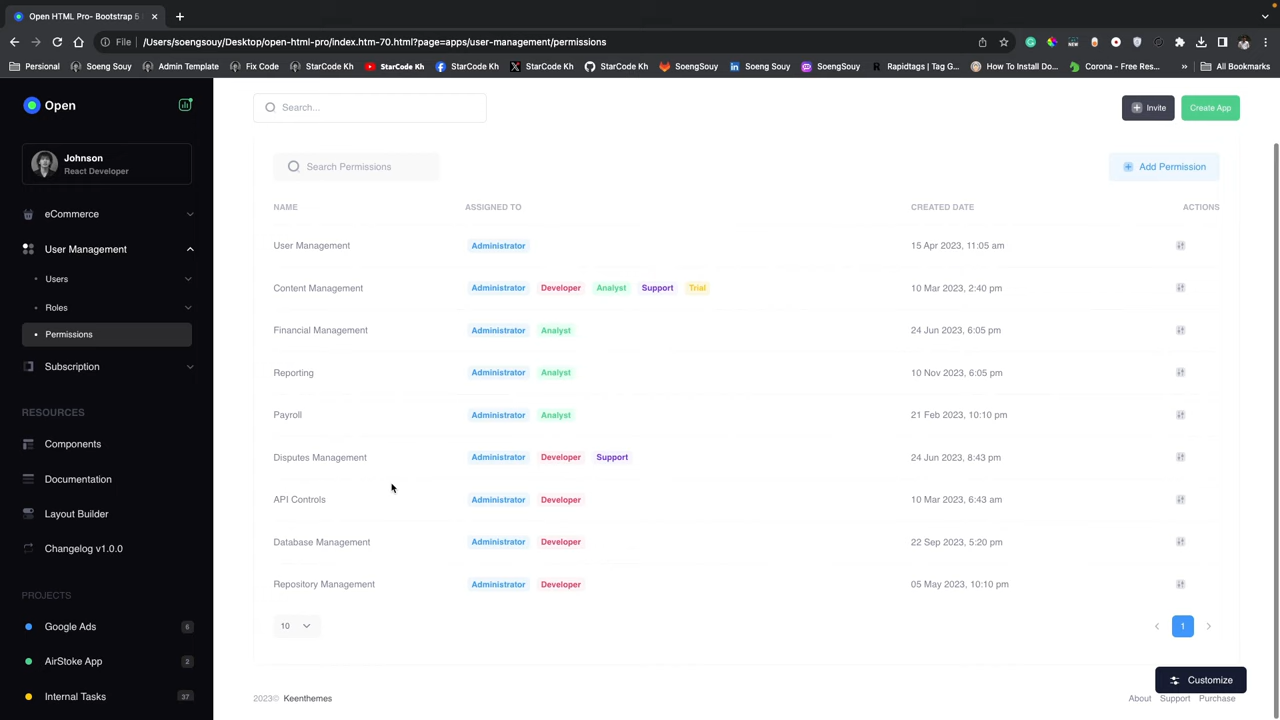 Open HTML Pro- Bootstrap 5
File /Users/soengsouy/Desktop/open-html-pro/index.htm-70.html?page=apps/user-management/permissions
Personal Soeng Souy Admin Template Fix Code StarCode Kh StarCode Kh StarCode Kh StarCode Kh StarCode Kh SoengSouy Soeng Souy SoengSouy Rapidtags | Tag G... How To Install Do... Corona – Free Res... » All Bookmarks
Open
Johnson
React Developer
eCommerce
User Management
Users
Roles
Permissions
Subscription
RESOURCES
Components
Documentation
Layout Builder
Changelog v1.0.0
PROJECTS
Google Ads 6
AirStoke App 2
Internal Tasks 37
Search...
Invite Create App
Search Permissions Add Permission
NAME ASSIGNED TO CREATED DATE ACTIONS
User Management Administrator 15 Apr 2023, 11:05 am
Content Management Administrator Developer Analyst Support Trial 10 Mar 2023, 2:40 pm
Financial Management Administrator Analyst 24 Jun 2023, 6:05 pm
Reporting Administrator Analyst 10 Nov 2023, 6:05 pm
Payroll Administrator Analyst 21 Feb 2023, 10:10 pm
Disputes Management Administrator Developer Support 24 Jun 2023, 8:43 pm
API Controls Administrator Developer 10 Mar 2023, 6:43 am
Database Management Administrator Developer 22 Sep 2023, 5:20 pm
Repository Management Administrator Developer 05 May 2023, 10:10 pm
10 1
Customize
2023© Keenthemes About Support Purchase